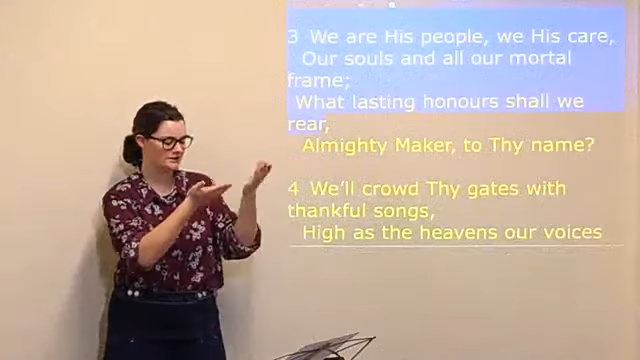 3 We are His people, we His care,
Our souls and all our mortal
frame;
What lasting honours shall we
rear,
Almighty Maker, to Thy name?
4 We'll crowd Thy gates with
thankful songs,
High as the heavens our voices